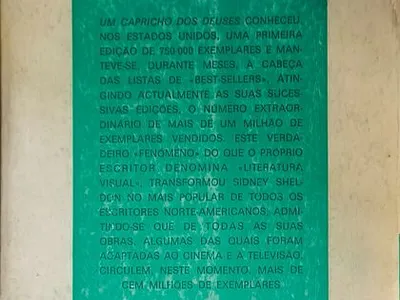 UM CAPRICHO DOS DEUSES CONHECEU,
NOS ESTADOS UNIDOS, UMA PRIMEIRA
EDIÇÃO DE 750 000 EXEMPLARES E MAN-
TEVE-SE, DURANTE MESES, À CABEÇA
DAS LISTAS DE «BEST-SELLERS», ATIN-
GINDO ACTUALMENTE, AS SUAS SUCES-
SIVAS EDIÇÕES, O NÚMERO EXTRAOR-
DINÁRIO DE MAIS DE UM MILHÃO DE
EXEMPLARES VENDIDOS. ESTE VERDA-
DEIRO «FENÓMENO» DO QUE O PRÓPRIO
ESCRITOR DENOMINA «LITERATURA
VISUAL», TRANSFORMOU SIDNEY SHEL-
DON NO MAIS POPULAR DE TODOS OS
ESCRITORES NORTE-AMERICANOS, ADMI-
TINDO-SE QUE DE TODAS AS SUAS
OBRAS, ALGUMAS DAS QUAIS FORAM
ADAPTADAS AO CINEMA E À TELEVISÃO,
CIRCULEM, NESTE MOMENTO, MAIS DE
CEM MILHÕES DE EXEMPLARES